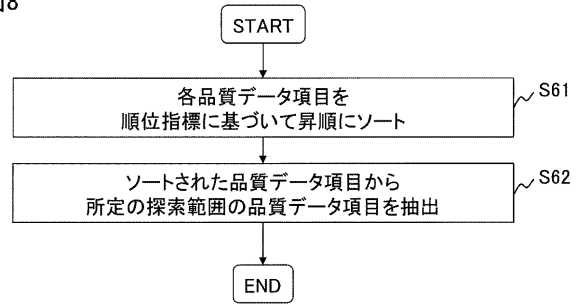 図8
START
各品質データ項目を
順位指標に基づいて昇順にソート
S61
ソートされた品質データ項目から
所定の探索範囲の品質データ項目を抽出
S62
END